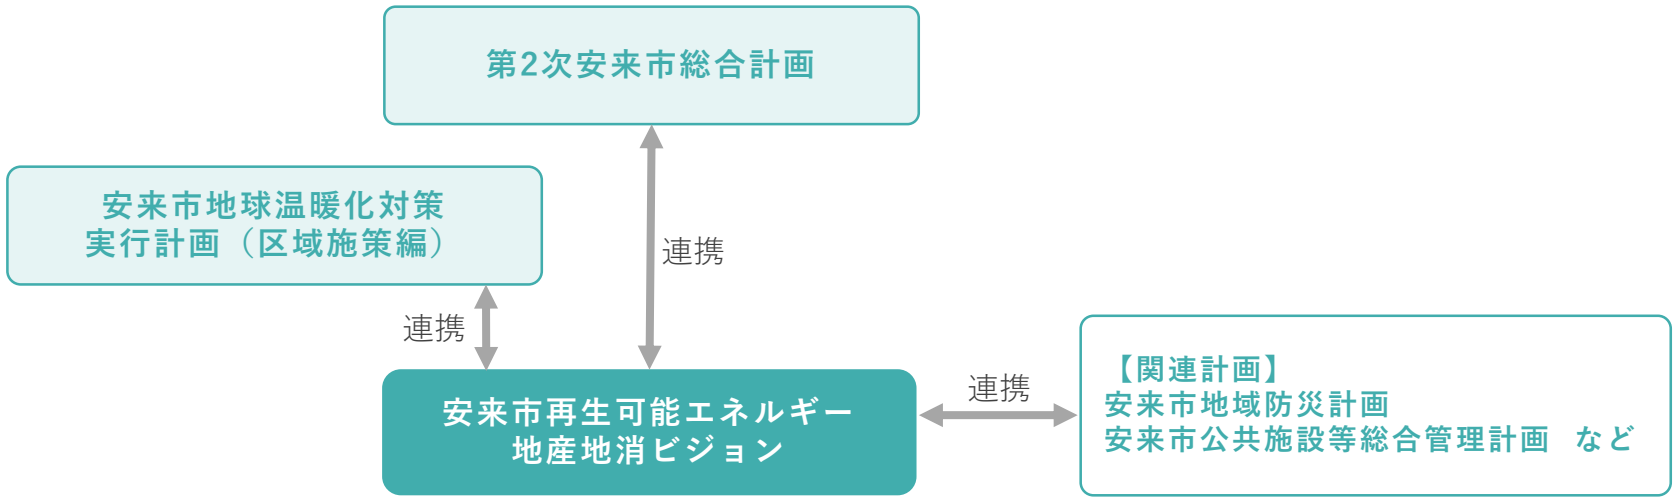 第2次安来市総合計画
安来市地球温暖化対策
実行計画（区域施策編）
連携
連携
安来市再生可能エネルギー
地産地消ビジョン
連携
【関連計画】
安来市地域防災計画
安来市公共施設等総合管理計画 など